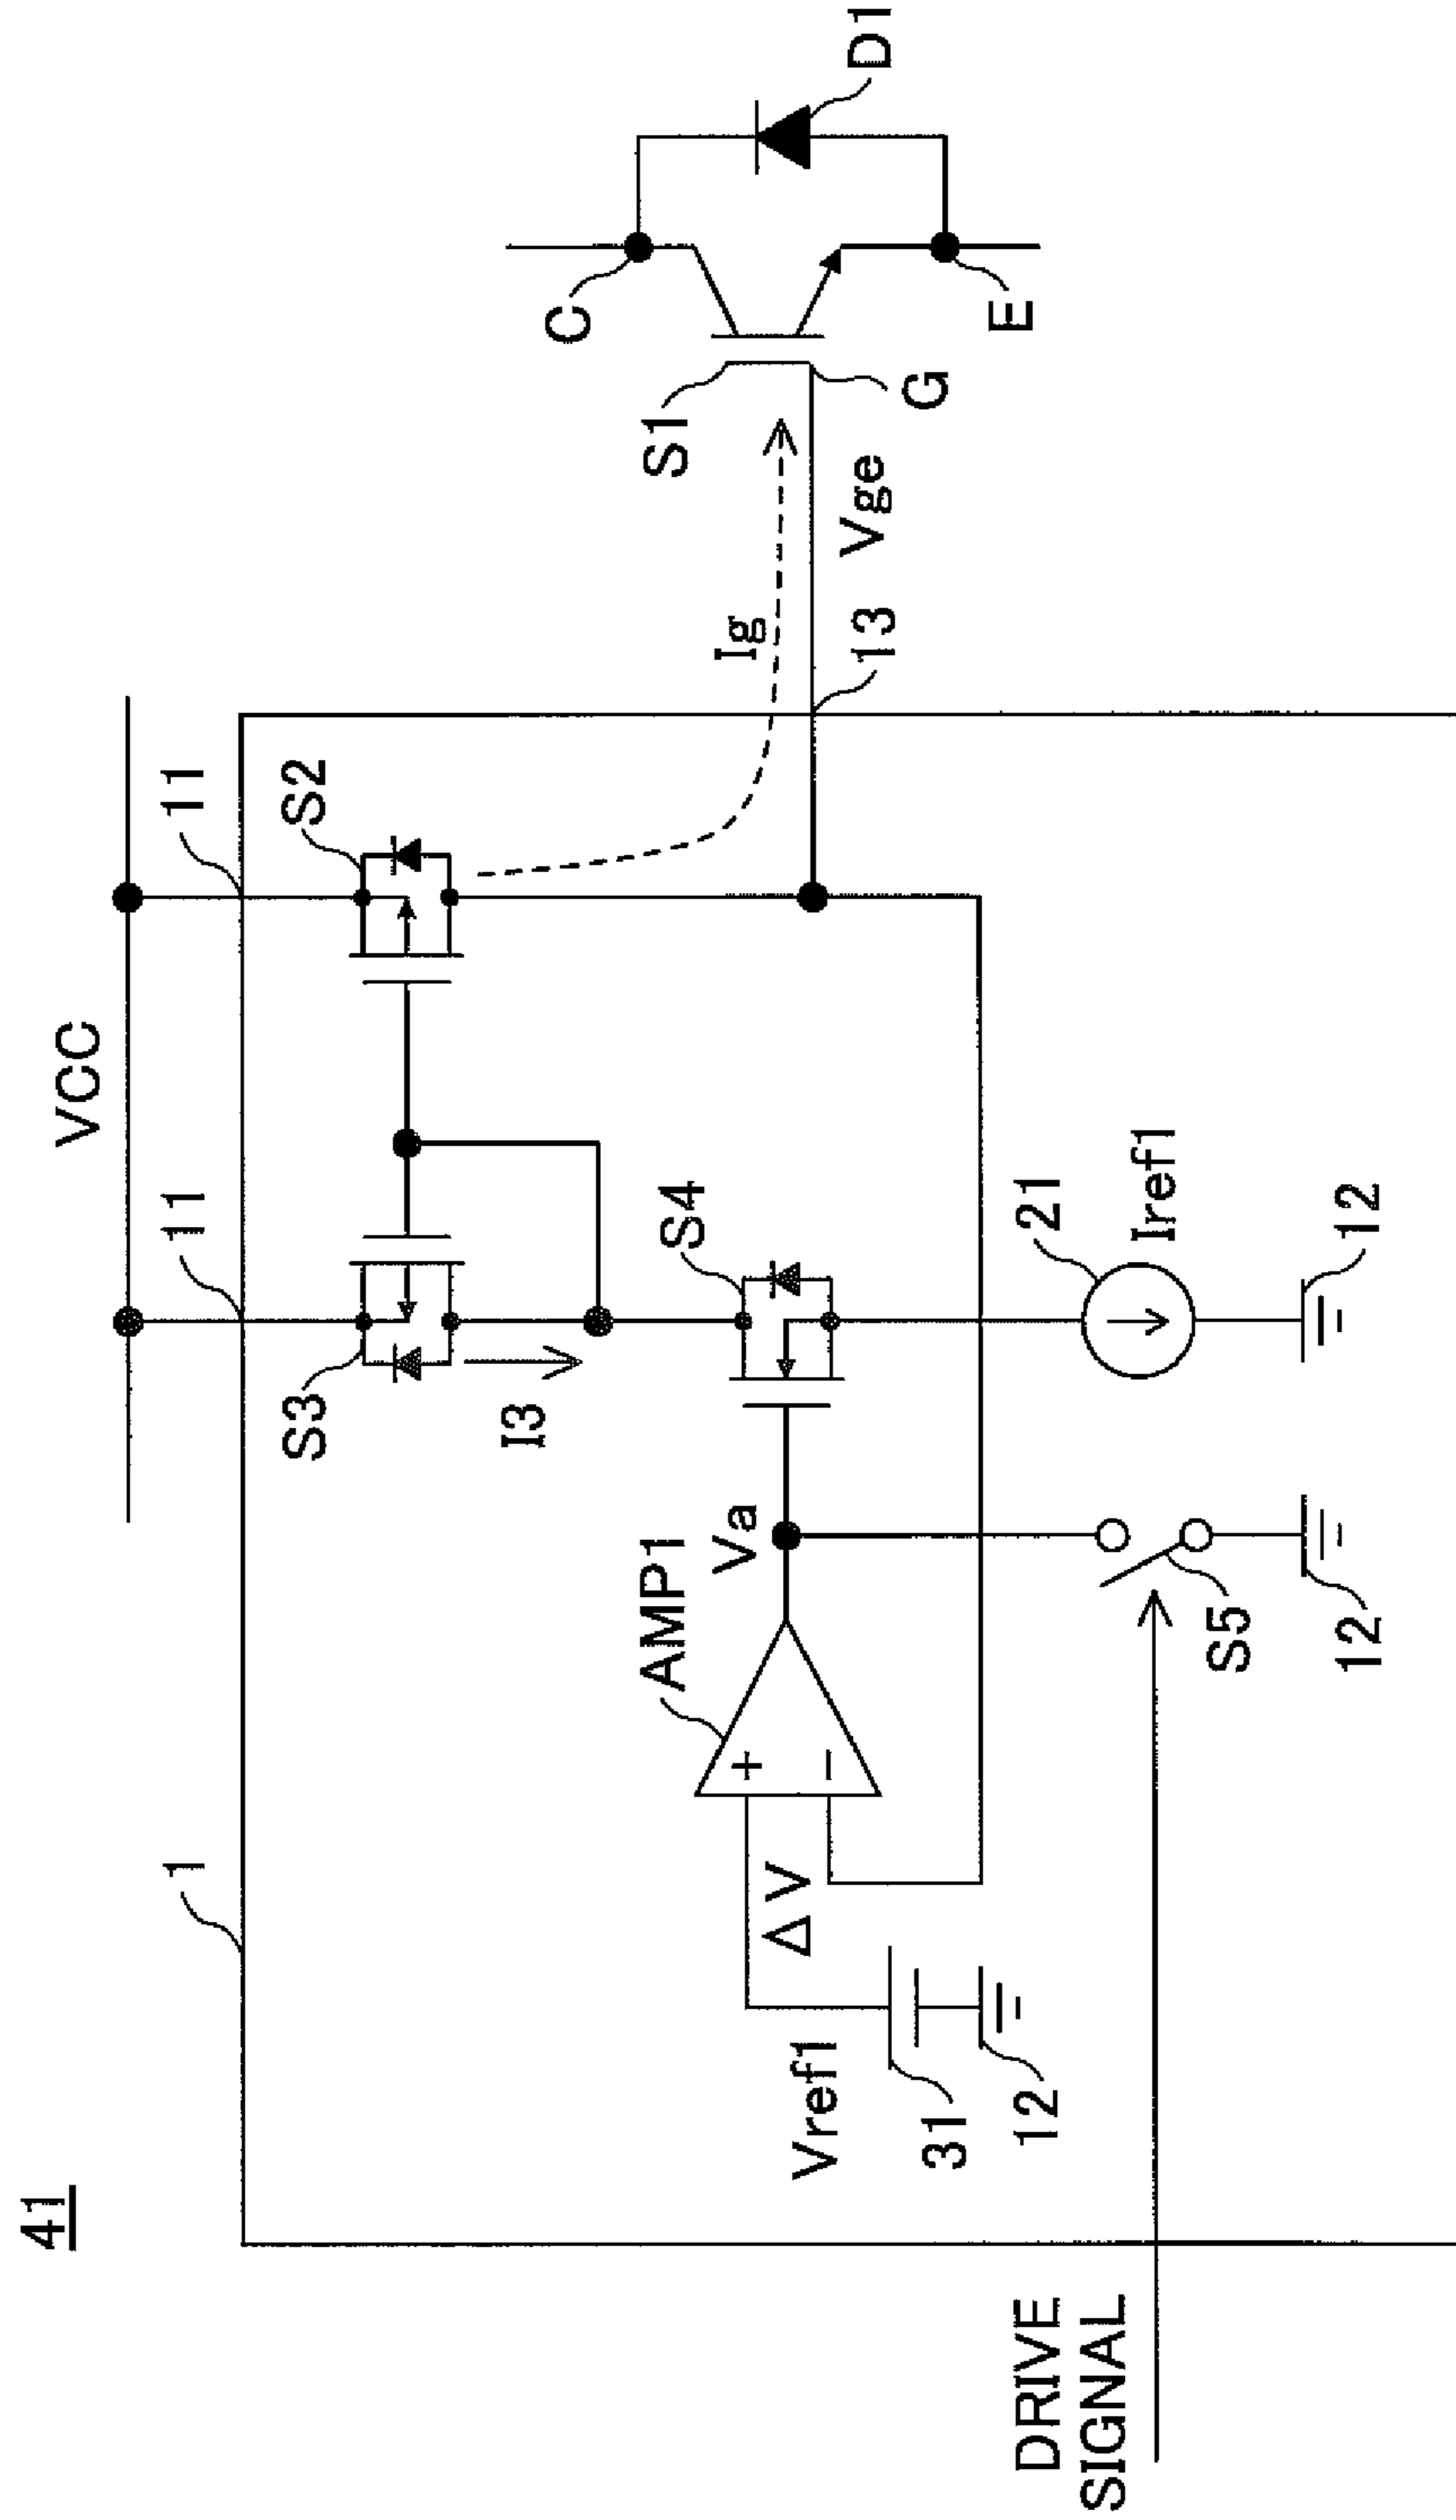 41
VCC
1
11
11
S3
S2
I3
AMP1
Va
S4
Ig
S1
C
D1
ΔV
+
−
Vref1
31
12
21
Iref1
13
Vge
G
E
DRIVE
SIGNAL
S5
12
12